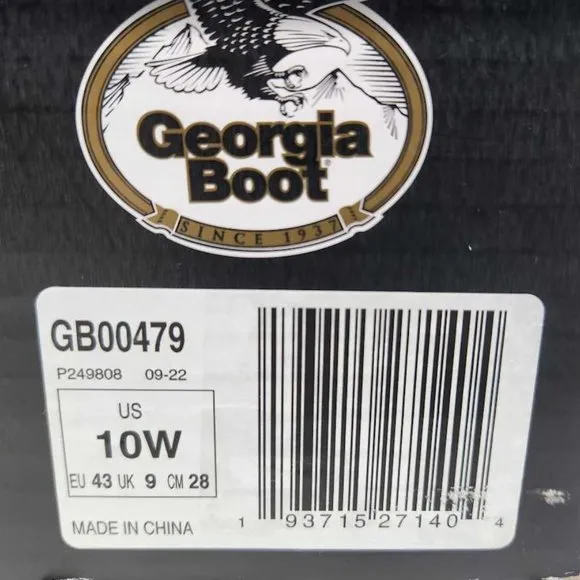 Georgia
Boot®
SINCE 1937
GB00479
P249808 09-22
US
10W
EU 43 UK 9 CM 28
MADE IN CHINA
1 93715 27140 4